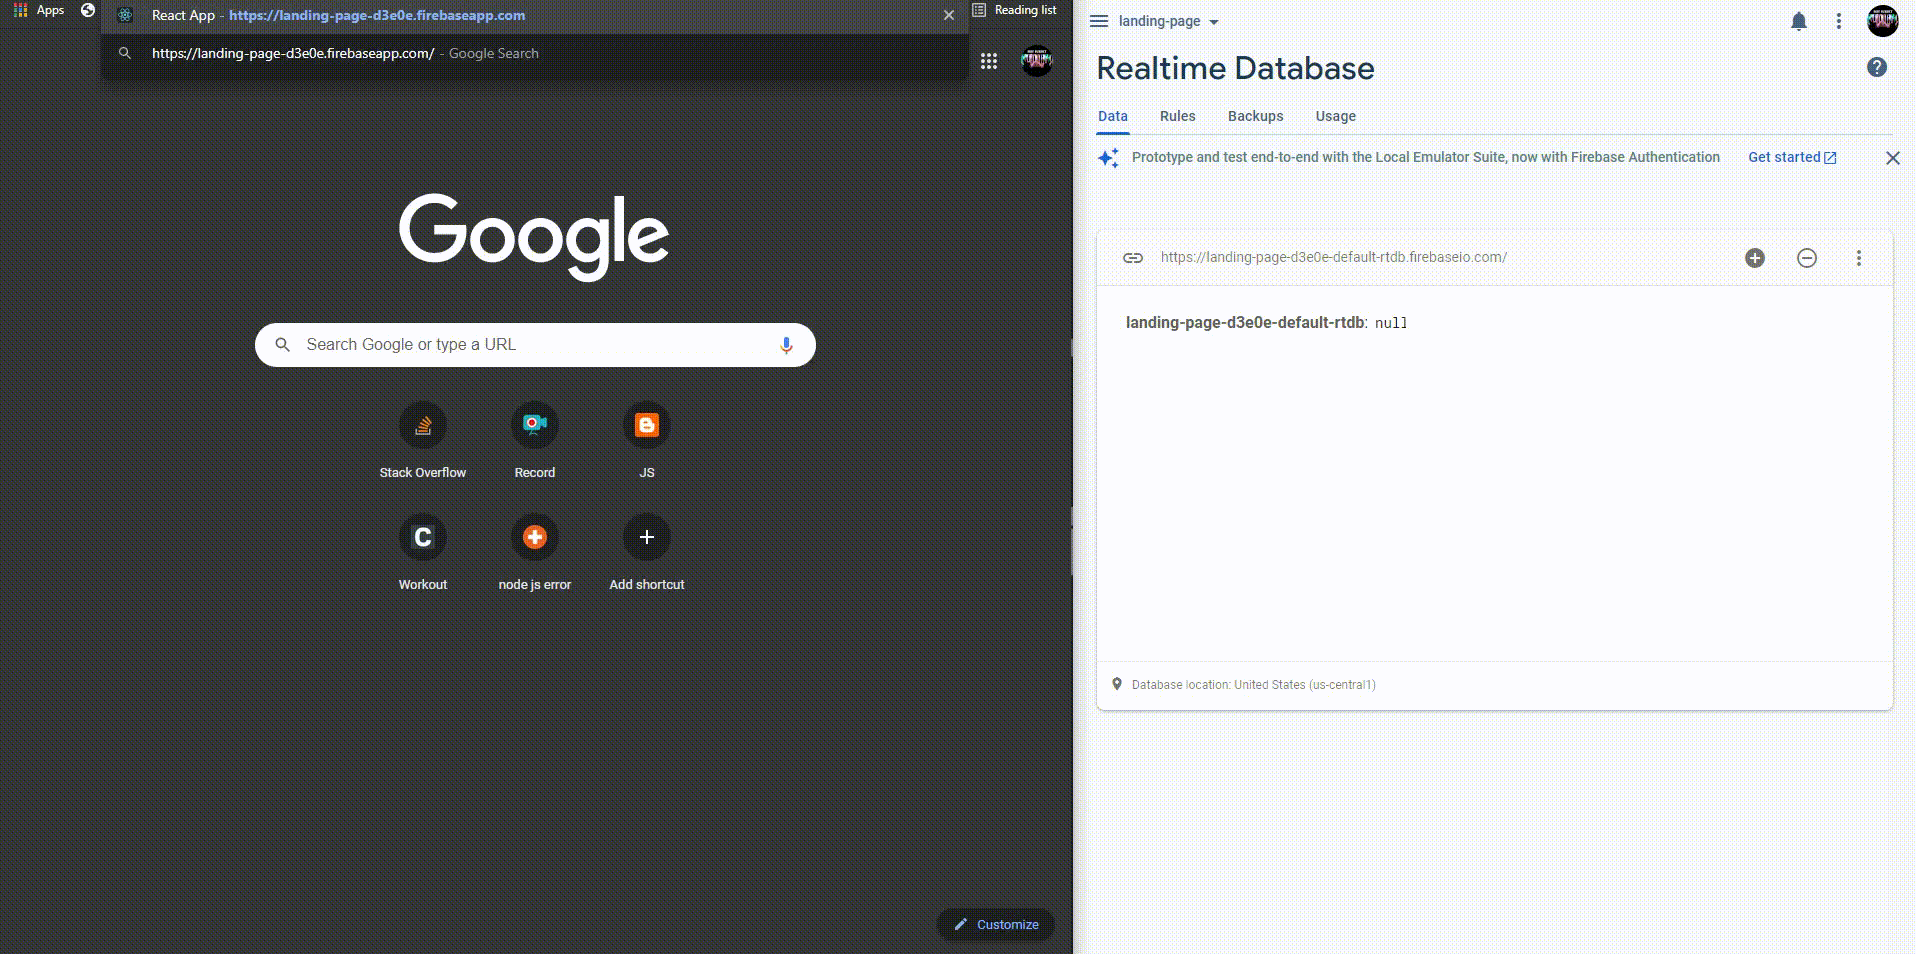 Apps
React App - https://landing-page-d3e0e.firebaseapp.com
Reading list
https://landing-page-d3e0e.firebaseapp.com/ - Google Search
Google
Search Google or type a URL
Stack Overflow
Record
JS
C
Workout
node js error
Add shortcut
Customize
landing-page
Realtime Database
Data Rules Backups Usage
Prototype and test end-to-end with the Local Emulator Suite, now with Firebase Authentication Get started
https://landing-page-d3e0e-default-rtdb.firebaseio.com/
landing-page-d3e0e-default-rtdb: null
Database location: United States (us-central1)